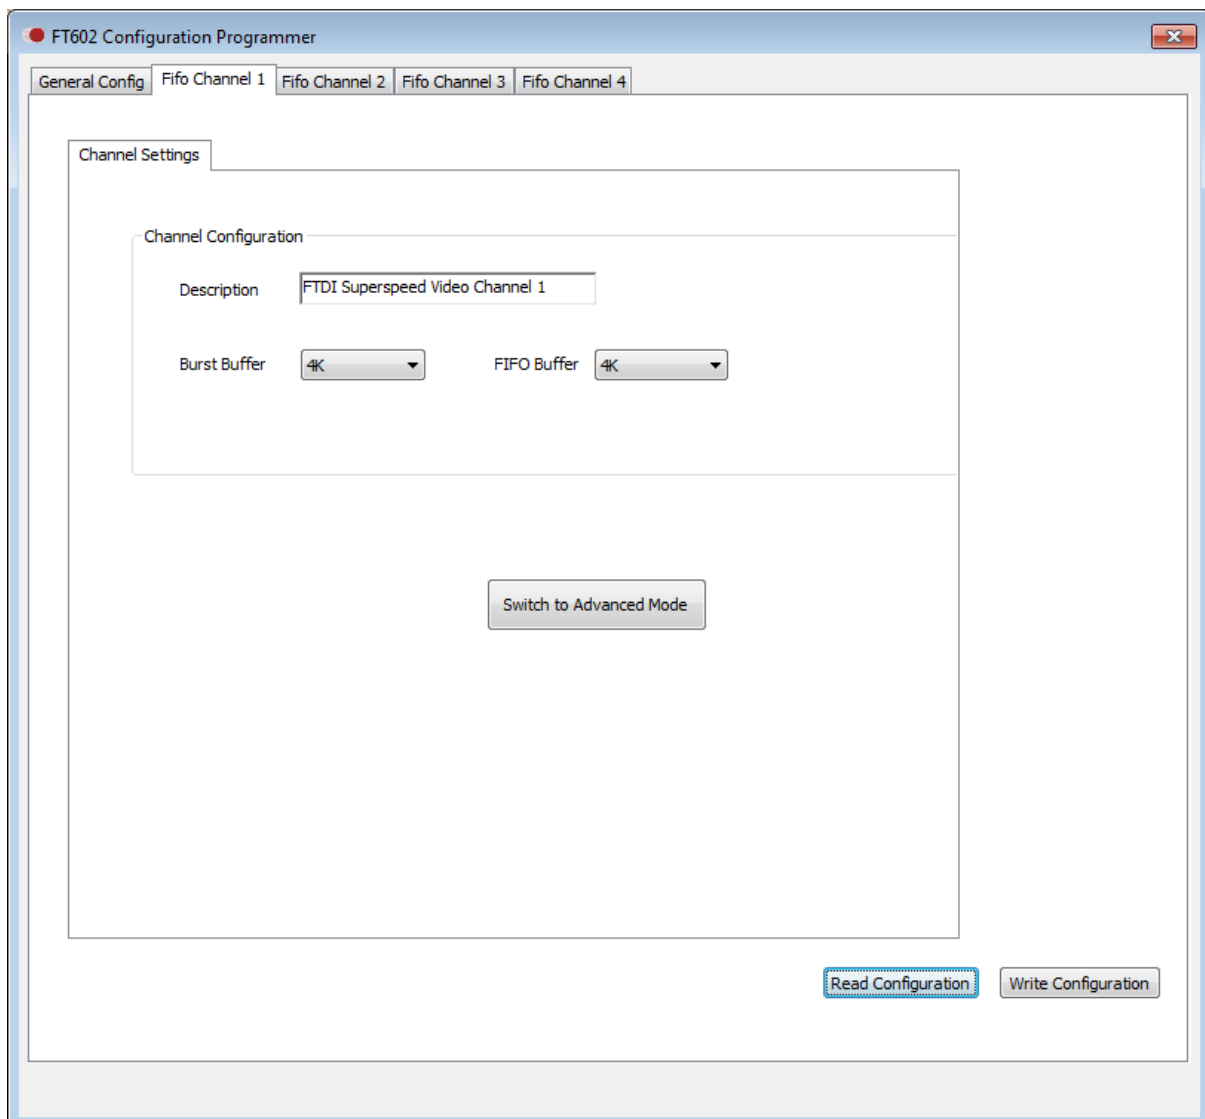 FT602 Configuration Programmer
General Config Fifo Channel 1 Fifo Channel 2 Fifo Channel 3 Fifo Channel 4
Channel Settings
Channel Configuration
Description FTDI Superspeed Video Channel 1
Burst Buffer 4K FIFO Buffer 4K
Switch to Advanced Mode
Read Configuration Write Configuration